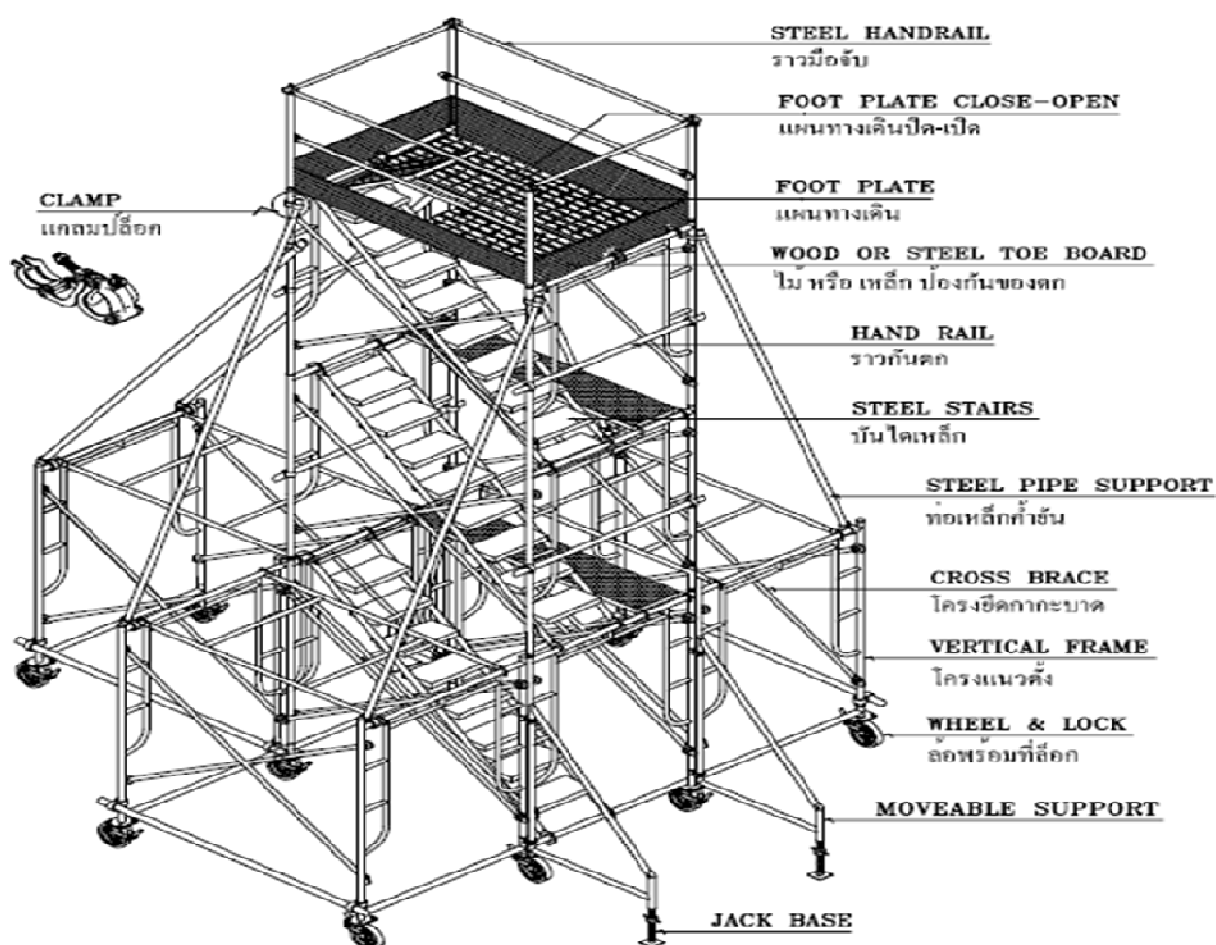 STEEL HANDRAIL
ราวมือจับ
FOOT PLATE CLOSE-OPEN
แผ่นทางเดินปิด-เปิด
CLAMP
แคลมป์ล็อก
FOOT PLATE
แผ่นทางเดิน
WOOD OR STEEL TOE BOARD
ไม้ หรือ เหล็ก ป้องกันของตก
HAND RAIL
ราวกันตก
STEEL STAIRS
บันไดเหล็ก
STEEL PIPE SUPPORT
ท่อเหล็กค้ำยัน
CROSS BRACE
โครงยึดกากะบาด
VERTICAL FRAME
โครงแนวตั้ง
WHEEL & LOCK
ล้อพร้อมที่ล็อก
MOVEABLE SUPPORT
JACK BASE